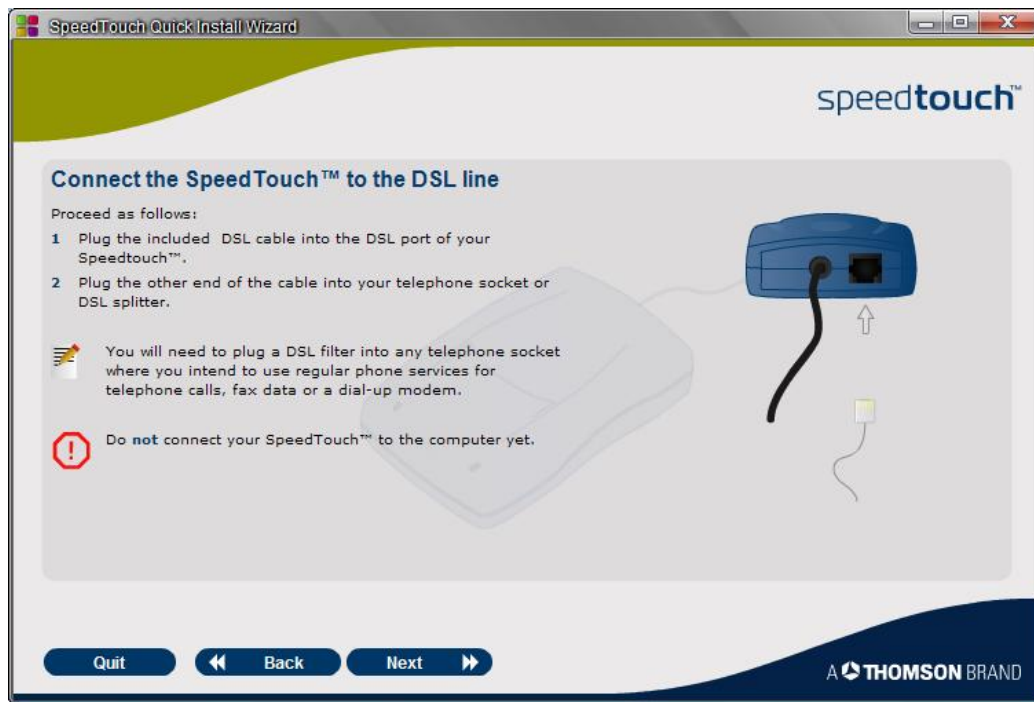 SpeedTouch Quick Install Wizard
speedtouch™
Connect the SpeedTouch™ to the DSL line
Proceed as follows:
1 Plug the included DSL cable into the DSL port of your
Speedtouch™.
2 Plug the other end of the cable into your telephone socket or
DSL splitter.
You will need to plug a DSL filter into any telephone socket
where you intend to use regular phone services for
telephone calls, fax data or a dial-up modem.
Do not connect your SpeedTouch™ to the computer yet.
Quit Back Next
A THOMSON BRAND